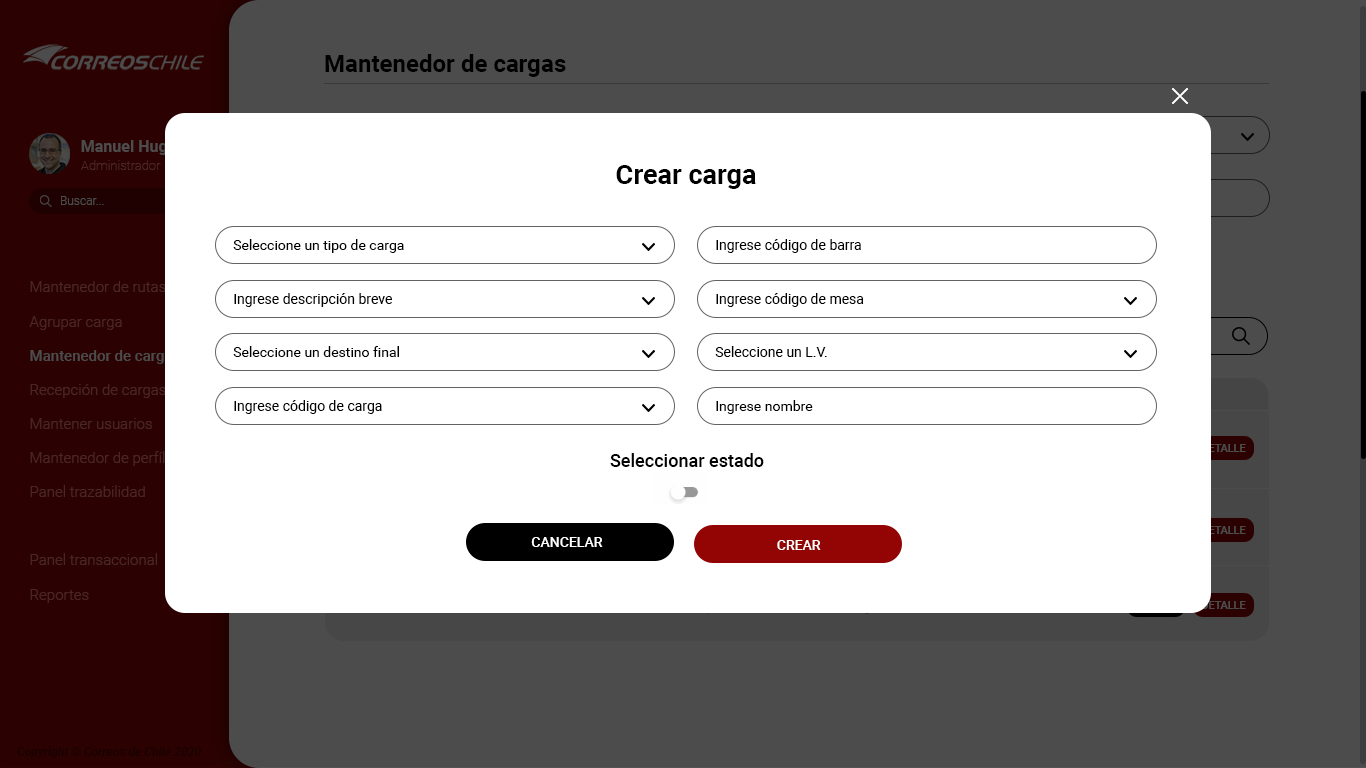 CORREOSCHILE
Mantenedor de cargas
Manuel Hug
Administrador
Buscar...
Mantenedor de rutas
Agrupar carga
Mantenedor de carg
Recepción de cargas
Mantener usuarios
Mantenedor de perfil
Panel trazabilidad
Panel transaccional
Reportes
Crear carga
Seleccione un tipo de carga
Ingrese código de barra
Ingrese descripción breve
Ingrese código de mesa
Seleccione un destino final
Seleccione un L.V.
Ingrese código de carga
Ingrese nombre
Seleccionar estado
CANCELAR
CREAR
ETALLE
ETALLE
ETALLE